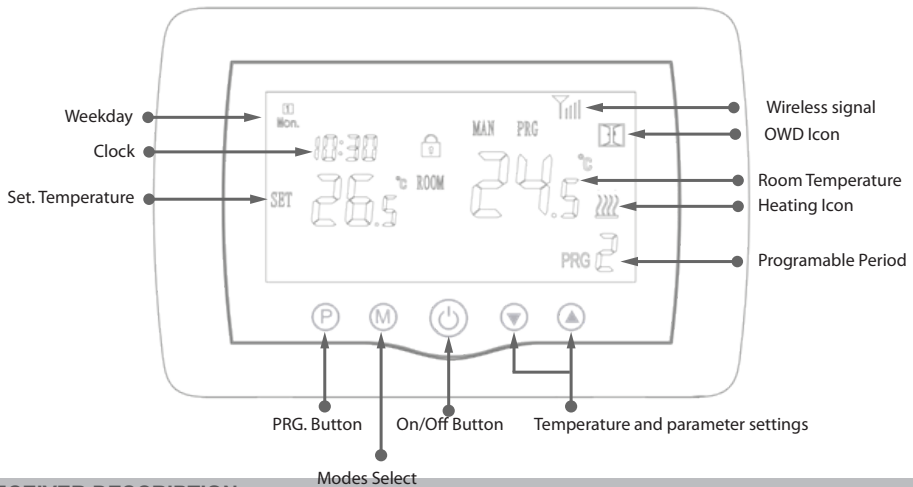 Weekday
Clock
Set. Temperature
1
Mon.
10:30
SET
26.5
°C
ROOM
MAN PRG
24.5
°C
PRG 2
Wireless signal
OWD Icon
Room Temperature
Heating Icon
Programable Period
P
M
PRG. Button
On/Off Button
Temperature and parameter settings
Modes Select